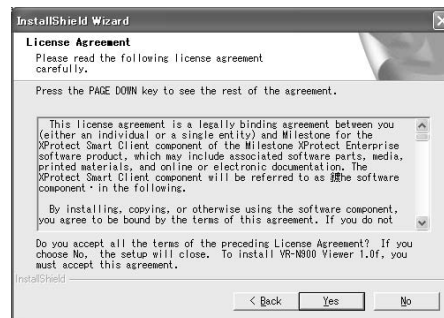 InstallShield Wizard
License Agreement
Please read the following license agreement
carefully.
Press the PAGE DOWN key to see the rest of the agreement.
This license agreement is a legally binding agreement between you
(either an individual or a single entity) and Milestone for the
XProtect Smart Client component of the Milestone XProtect Enterprise
software product, which may include associated software parts, media,
printed materials, and online or electronic documentation. The
XProtect Smart Client component will be referred to as he software
component・in the following.
By installing, copying, or otherwise using the software component,
you agree to be bound by the terms of this agreement. If you do not
Do you accept all the terms of the preceding License Agreement? If you
choose No, the setup will close. To install VR-N900 Viewer 1.0f, you
must accept this agreement.
InstallShield
< Back Yes No